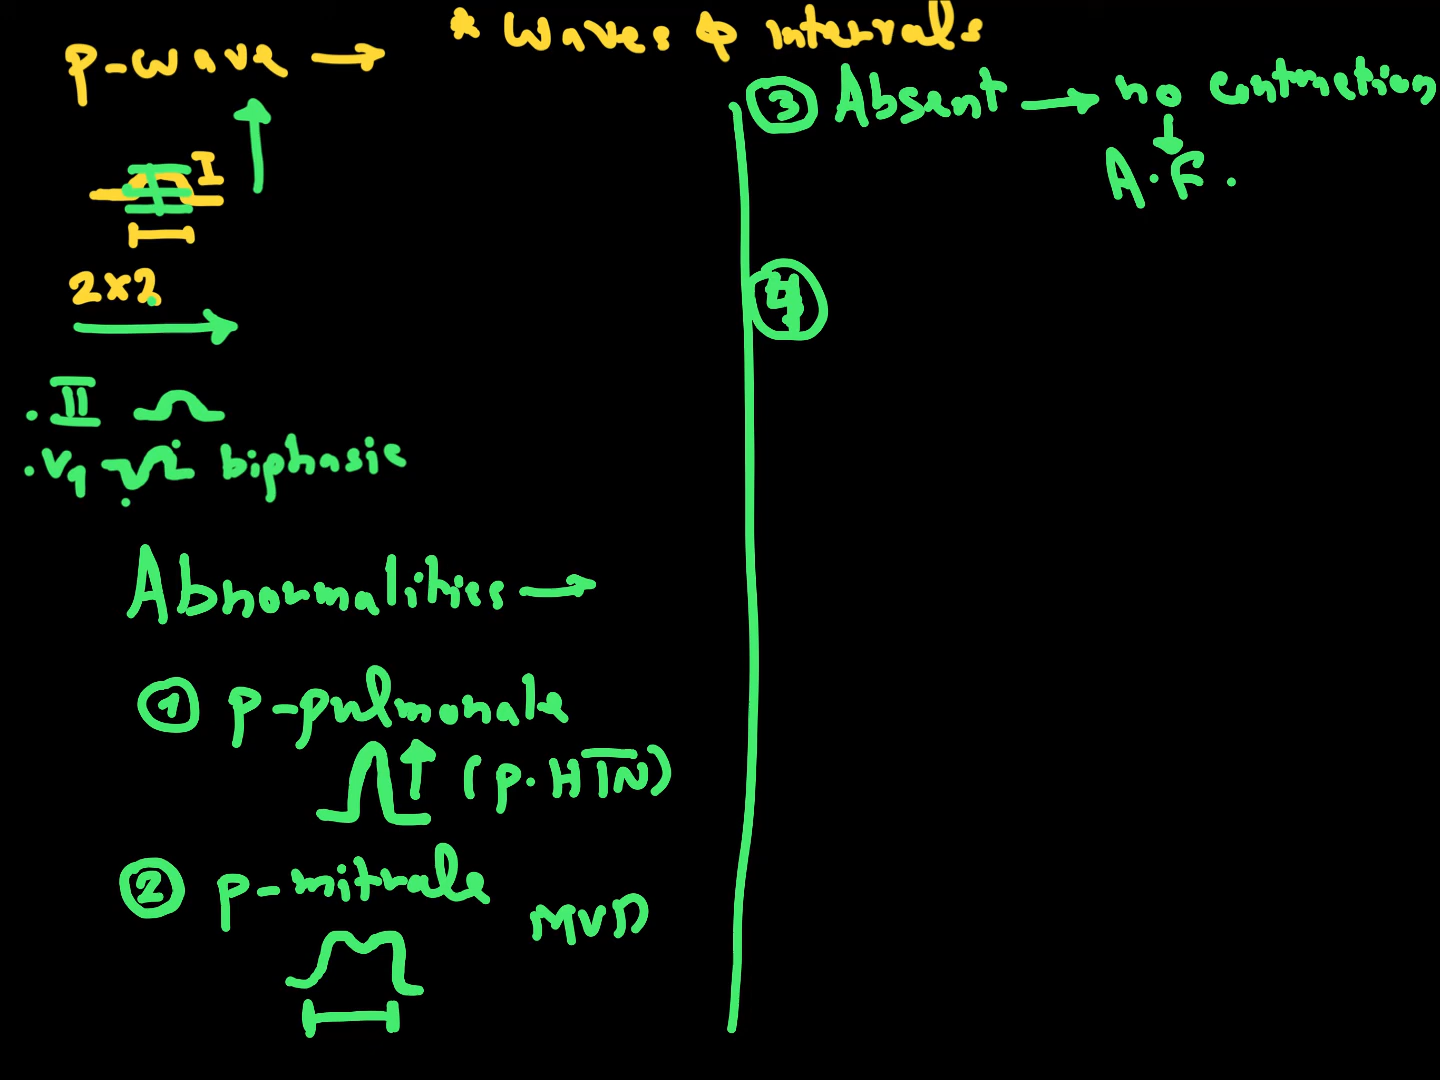 * Waves & intervals
p-wave →
I
2x2
. II
. V1 biphasic
Abnormalities →
① p-pulmonale
↑ (p.HTN)
② p-mitrale
MVD
③ Absent → no contraction
↓
A.F.
④